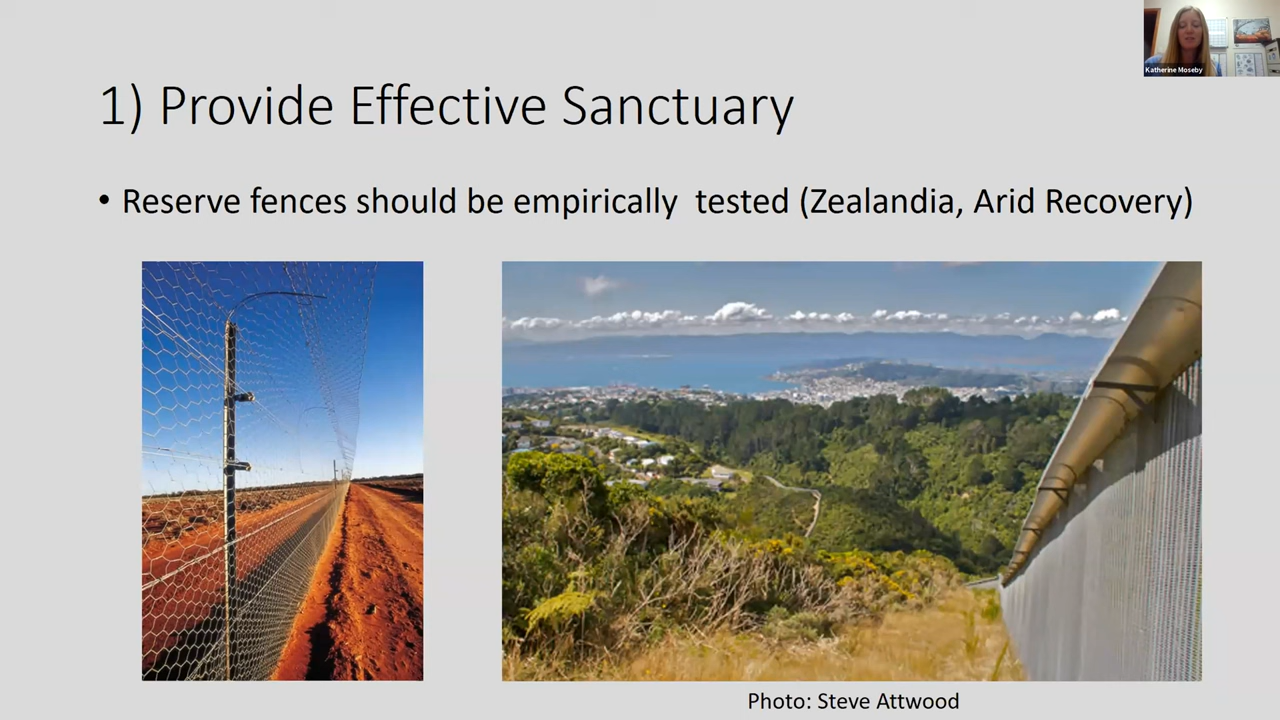 Katherine Moseby
1) Provide Effective Sanctuary
• Reserve fences should be empirically  tested (Zealandia, Arid Recovery)
Photo: Steve Attwood